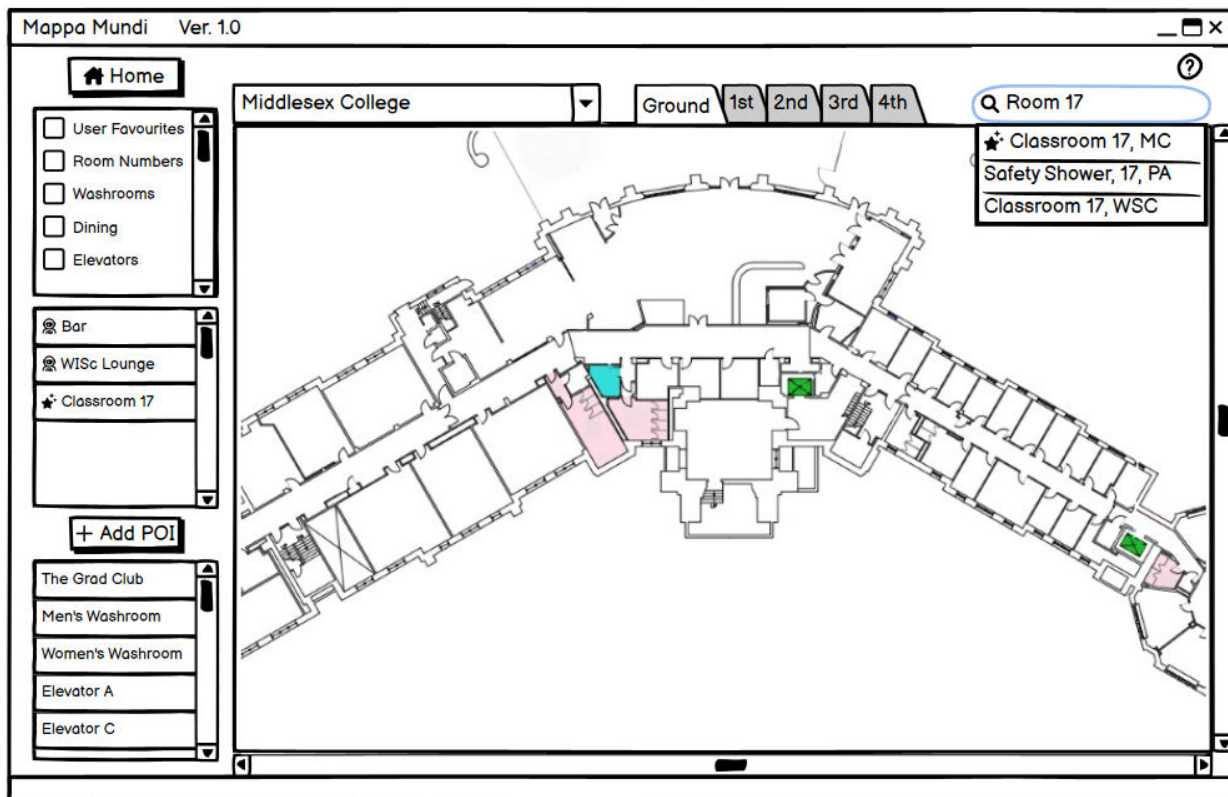 Mappa Mundi Ver. 1.0
Home
?
Middlesex College
Ground 1st 2nd 3rd 4th
Room 17
Classroom 17, MC
Safety Shower, 17, PA
Classroom 17, WSC
User Favourites
Room Numbers
Washrooms
Dining
Elevators
Bar
WISc Lounge
Classroom 17
+ Add POI
The Grad Club
Men's Washroom
Women's Washroom
Elevator A
Elevator C